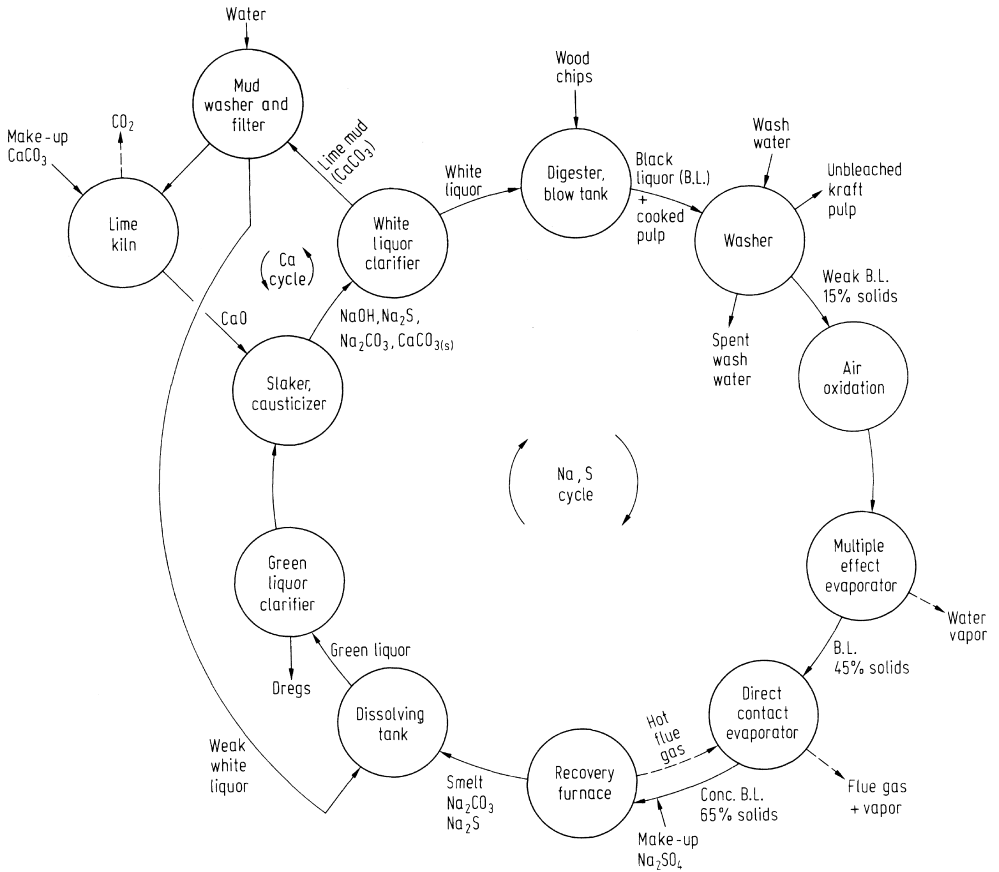 Water
Mud
washer and
filter
Make-up
CaCO₃
CO₂
Lime
kiln
Lime mud
(CaCO₃)
White
liquor
clarifier
White
liquor
Wood
chips
Digester,
blow tank
Black
liquor (B.L.)
+
cooked
pulp
Wash
water
Washer
Unbleached
kraft
pulp
Spent
wash
water
Weak B.L.
15% solids
Air
oxidation
Ca
cycle
CaO
NaOH, Na₂S,
Na₂CO₃, CaCO₃(s)
Slaker,
causticizer
Na, S
cycle
Multiple
effect
evaporator
Water
vapor
B.L.
45% solids
Green
liquor
clarifier
Dregs
Green liquor
Dissolving
tank
Weak
white
liquor
Smelt
Na₂CO₃
Na₂S
Recovery
furnace
Hot
flue
gas
Direct
contact
evaporator
Flue gas
+ vapor
Conc. B.L.
65% solids
Make-up
Na₂SO₄